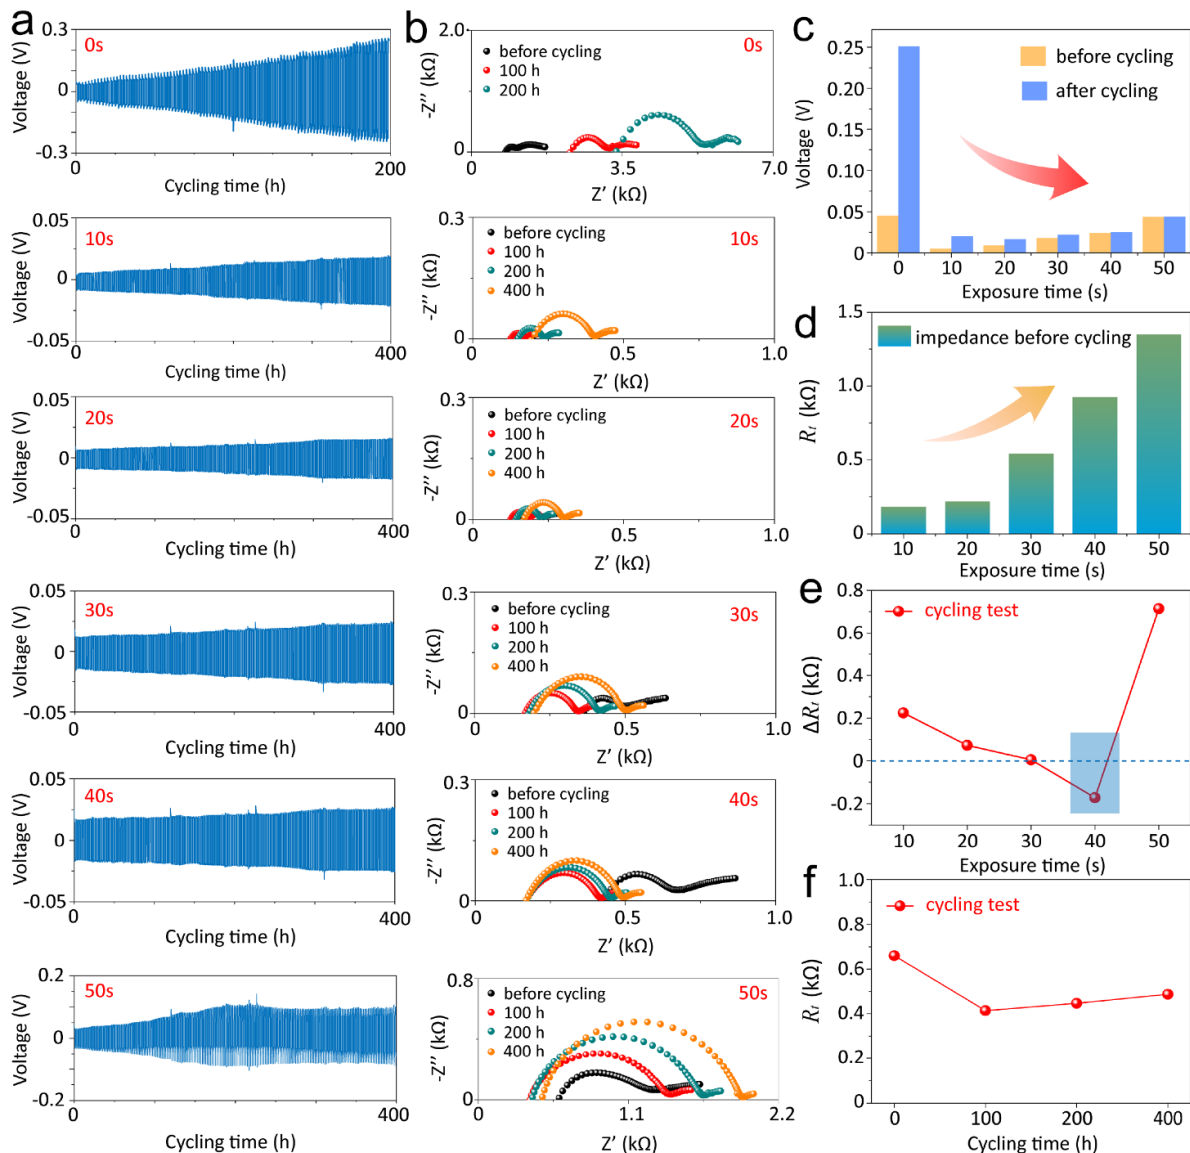 a
0s
Voltage (V)
0.3
0
-0.3
0
200
Cycling time (h)
10s
Voltage (V)
0.05
0
-0.05
0
400
Cycling time (h)
20s
Voltage (V)
0.05
0
-0.05
0
400
Cycling time (h)
30s
Voltage (V)
0.05
0
-0.05
0
400
Cycling time (h)
40s
Voltage (V)
0.05
0
-0.05
0
400
Cycling time (h)
50s
Voltage (V)
0.2
0
-0.2
0
400
Cycling time (h)
b
2.0
0
-Z'' (kΩ)
before cycling
100 h
200 h
0s
0
3.5
7.0
Z' (kΩ)
0.3
0
-Z'' (kΩ)
before cycling
100 h
200 h
400 h
10s
0
0.5
1.0
Z' (kΩ)
0.3
0
-Z'' (kΩ)
before cycling
100 h
200 h
400 h
20s
0
0.5
1.0
Z' (kΩ)
0.3
0
-Z'' (kΩ)
before cycling
100 h
200 h
400 h
30s
0
0.5
1.0
Z' (kΩ)
0.3
0
-Z'' (kΩ)
before cycling
100 h
200 h
400 h
40s
0
0.5
1.0
Z' (kΩ)
0.8
0
-Z'' (kΩ)
before cycling
100 h
200 h
400 h
50s
0
1.1
2.2
Z' (kΩ)
c
before cycling
after cycling
Voltage (V)
0.25
0.20
0.15
0.10
0.05
0
0 10 20 30 40 50
Exposure time (s)
d
impedance before cycling
Rt (kΩ)
1.5
1.0
0.5
0
10 20 30 40 50
Exposure time (s)
e
cycling test
ΔRt (kΩ)
0.8
0.6
0.4
0.2
0
-0.2
10 20 30 40 50
Exposure time (s)
f
cycling test
Rt (kΩ)
1.0
0.8
0.6
0.4
0.2
0
0 100 200 400
Cycling time (h)